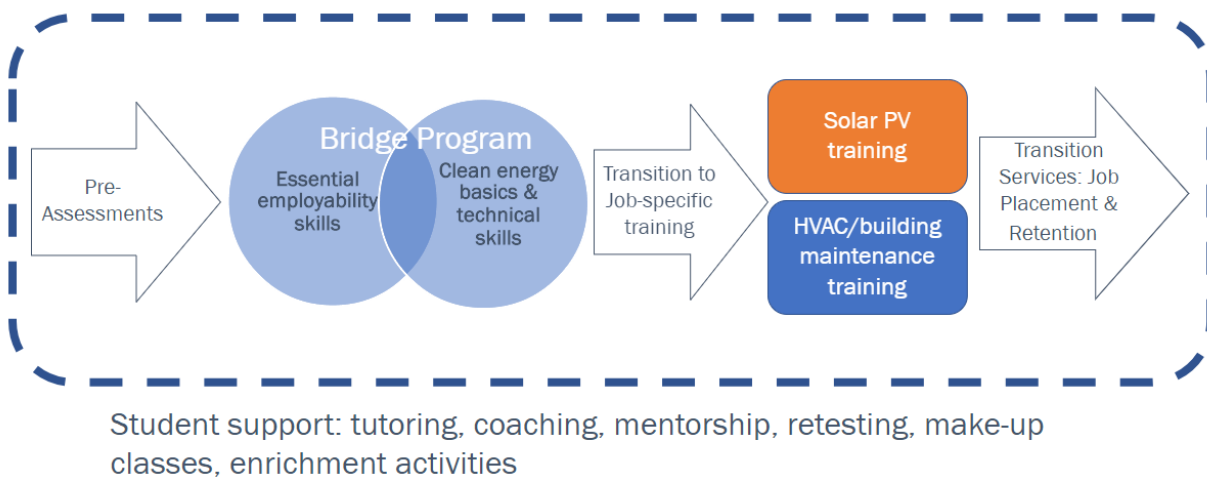 Pre-
Assessments
Bridge Program
Essential
employability
skills
Clean energy
basics &
technical
skills
Transition to
Job-specific
training
Solar PV
training
HVAC/building
maintenance
training
Transition
Services: Job
Placement &
Retention
Student support: tutoring, coaching, mentorship, retesting, make-up
classes, enrichment activities